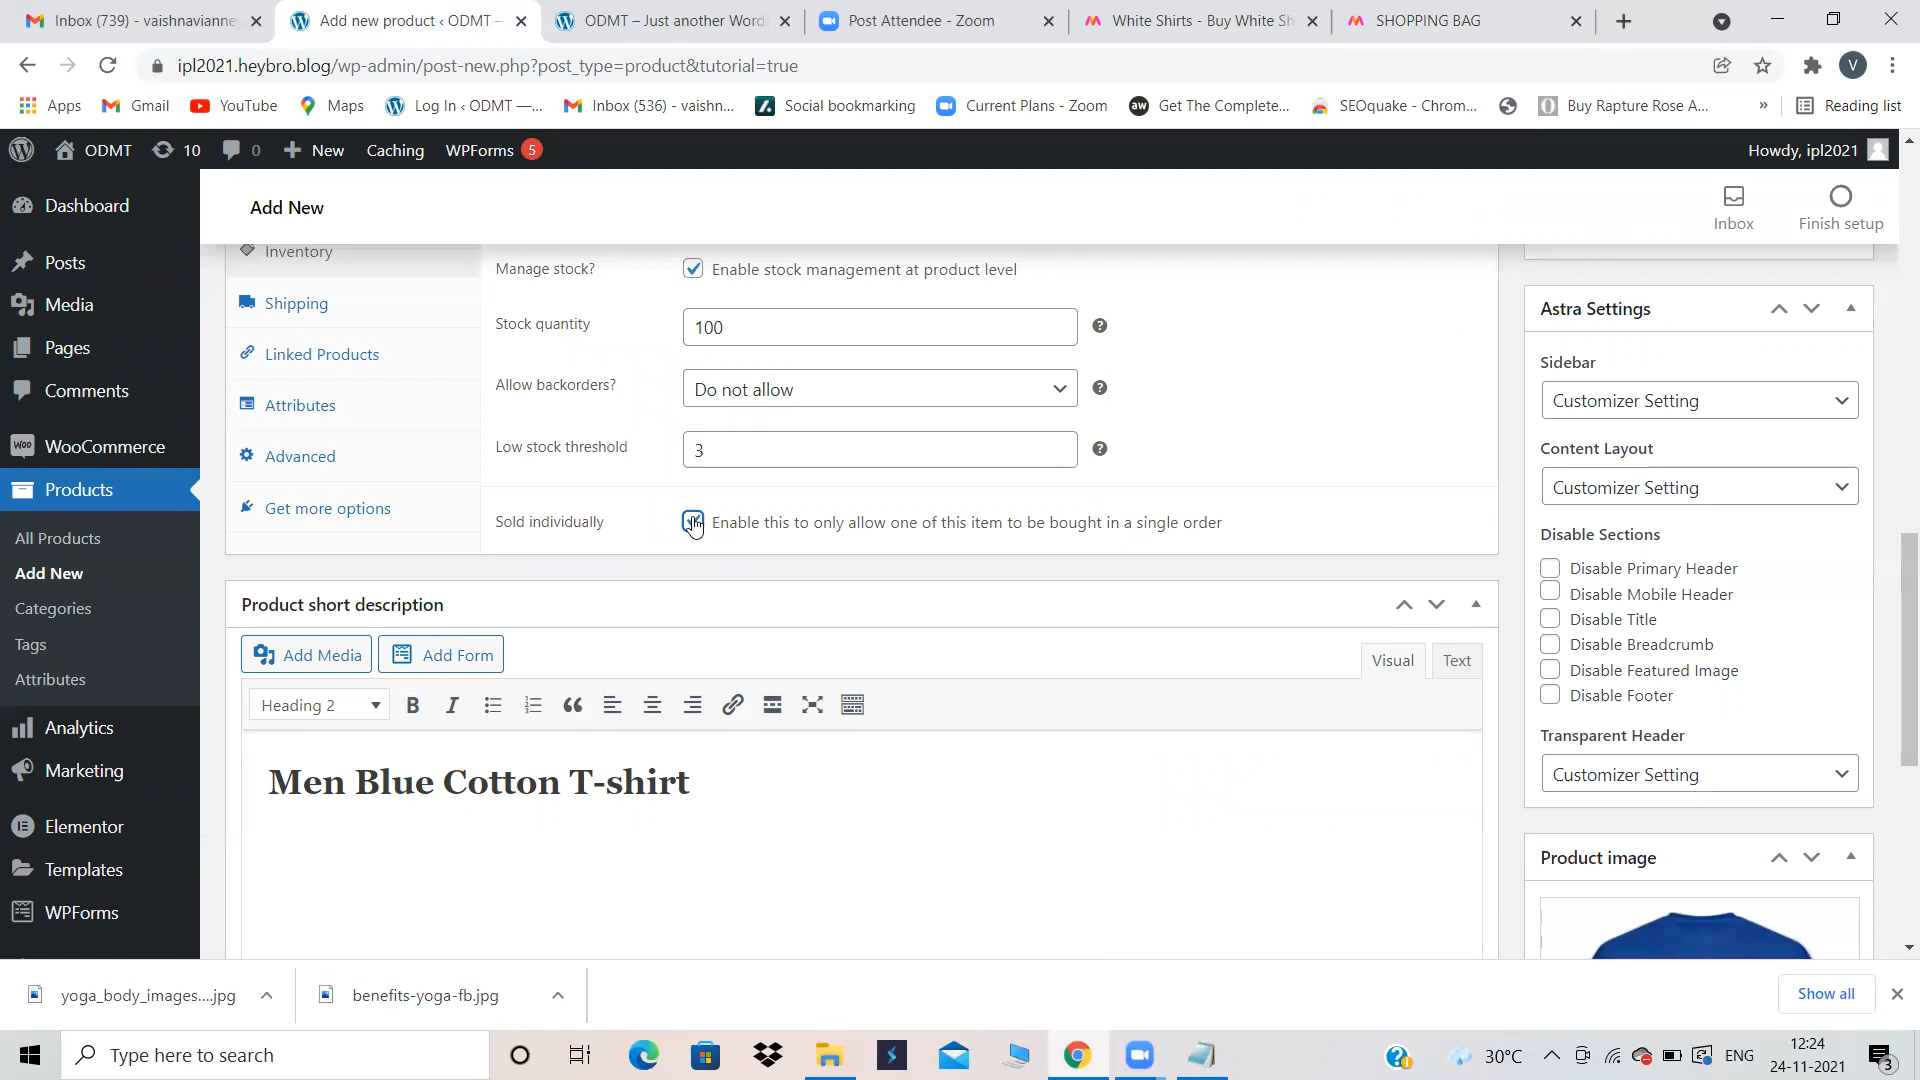 Inbox (739) - vaishnavianne
Add new product ‹ ODMT –
ODMT – Just another Word
Post Attendee - Zoom
White Shirts - Buy White Sh
SHOPPING BAG
ipl2021.heybro.blog/wp-admin/post-new.php?post_type=product&tutorial=true
V
Apps
Gmail
YouTube
Maps
Log In ‹ ODMT —...
Inbox (536) - vaishn...
Social bookmarking
Current Plans - Zoom
aw
Get The Complete...
SEOquake - Chrom...
Buy Rapture Rose A...
»
Reading list
ODMT
10
0
New
Caching
WPForms 5
Howdy, ipl2021
Add New
Inbox
Finish setup
Dashboard
Posts
Media
Pages
Comments
WooCommerce
Products
All Products
Add New
Categories
Tags
Attributes
Analytics
Marketing
Elementor
Templates
WPForms
Inventory
Shipping
Linked Products
Attributes
Advanced
Get more options
Manage stock?
Enable stock management at product level
Stock quantity
100
Allow backorders?
Do not allow
Low stock threshold
3
Sold individually
Enable this to only allow one of this item to be bought in a single order
Product short description
Add Media
Add Form
Visual
Text
Heading 2
B
I
Men Blue Cotton T-shirt
Astra Settings
Sidebar
Customizer Setting
Content Layout
Customizer Setting
Disable Sections
Disable Primary Header
Disable Mobile Header
Disable Title
Disable Breadcrumb
Disable Featured Image
Disable Footer
Transparent Header
Customizer Setting
Product image
yoga_body_images....jpg
benefits-yoga-fb.jpg
Show all
Type here to search
30°C
ENG
12:24
24-11-2021
3